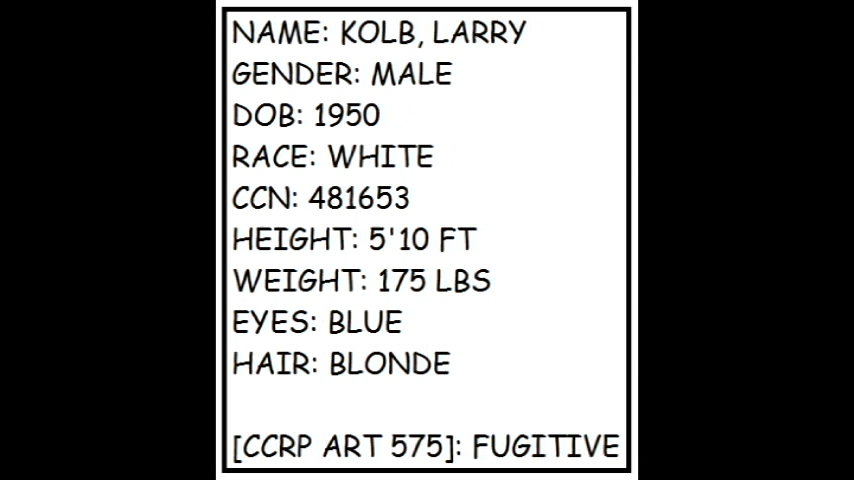 NAME: KOLB, LARRY
GENDER: MALE
DOB: 1950
RACE: WHITE
CCN: 481653
HEIGHT: 5'10 FT
WEIGHT: 175 LBS
EYES: BLUE
HAIR: BLONDE
[CCRP ART 575]: FUGITIVE